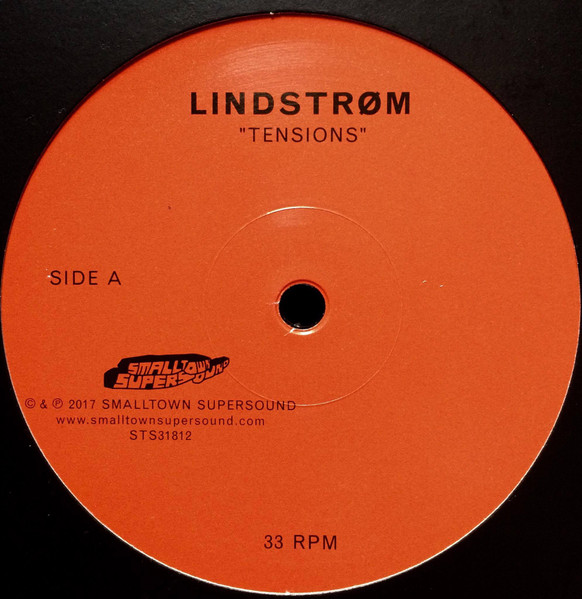 LINDSTRØM
"TENSIONS"
SIDE A
SMALLTOWN
SUPERSOUND
© & ℗ 2017 SMALLTOWN SUPERSOUND
www.smalltownsupersound.com
STS31812
33 RPM